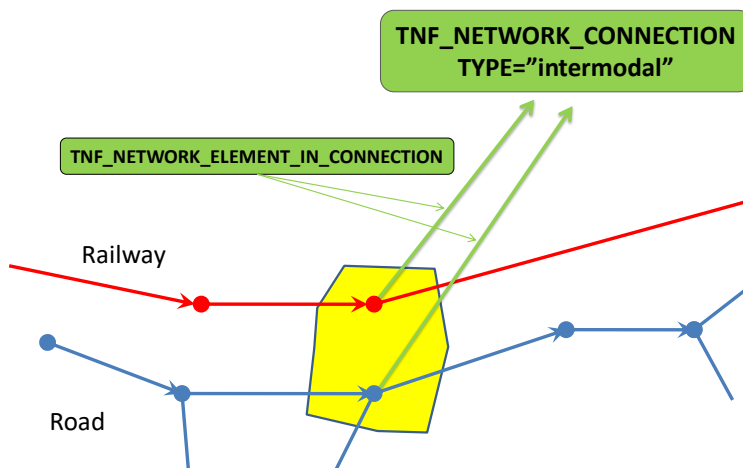 TNF_NETWORK_CONNECTION
TYPE=”intermodal”
TNF_NETWORK_ELEMENT_IN_CONNECTION
Railway
Road